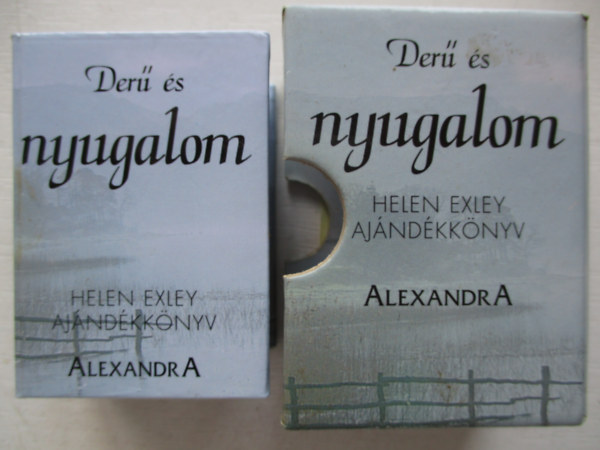 Derű és
nyugalom
HELEN EXLEY
AJÁNDÉKKÖNYV
ALEXANDRA
Derű és
nyugalom
HELEN EXLEY
AJÁNDÉKKÖNYV
ALEXANDRA